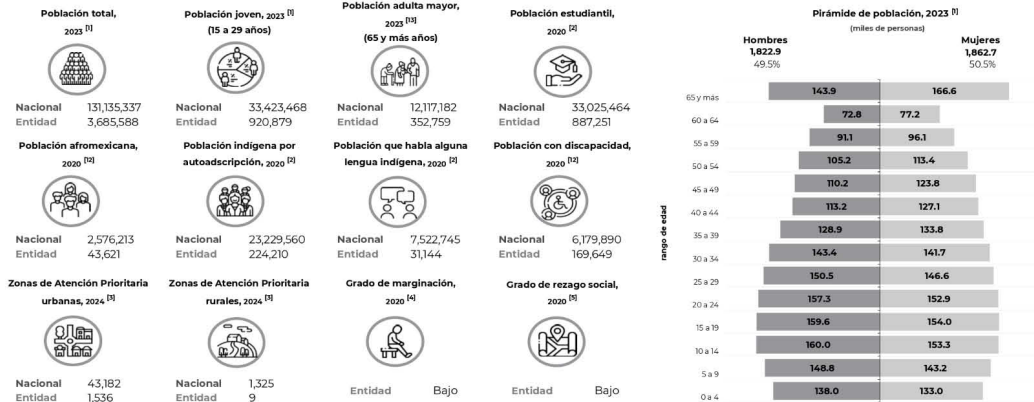 Población total,
2023 [1]
Nacional 131,135,337
Entidad 3,685,588
Población joven, 2023 [1]
(15 a 29 años)
Nacional 33,423,468
Entidad 920,879
Población adulta mayor,
2023 [13]
(65 y más años)
Nacional 12,117,182
Entidad 352,759
Población estudiantil,
2020 [2]
Nacional 33,025,464
Entidad 887,251
Población afromexicana,
2020 [12]
Nacional 2,576,213
Entidad 43,621
Población indígena por
autoadscripción, 2020 [2]
Nacional 23,229,560
Entidad 224,210
Población que habla alguna
lengua indígena, 2020 [2]
Nacional 7,522,745
Entidad 31,144
Población con discapacidad,
2020 [12]
Nacional 6,179,890
Entidad 169,649
Zonas de Atención Prioritaria
urbanas, 2024 [3]
Nacional 43,182
Entidad 1,536
Zonas de Atención Prioritaria
rurales, 2024 [3]
Nacional 1,325
Entidad 9
Grado de marginación,
2020 [4]
Entidad Bajo
Grado de rezago social,
2020 [5]
Entidad Bajo
Pirámide de población, 2023 [1]
(miles de personas)
Hombres
1,822.9
49.5%
Mujeres
1,862.7
50.5%
rango de edad
65 y más 143.9 166.6
60 a 64 72.8 77.2
55 a 59 91.1 96.1
50 a 54 105.2 113.4
45 a 49 110.2 123.8
40 a 44 113.2 127.1
35 a 39 128.9 133.8
30 a 34 143.4 141.7
25 a 29 150.5 146.6
20 a 24 157.3 152.9
15 a 19 159.6 154.0
10 a 14 160.0 153.3
5 a 9 148.8 143.2
0 a 4 138.0 133.0